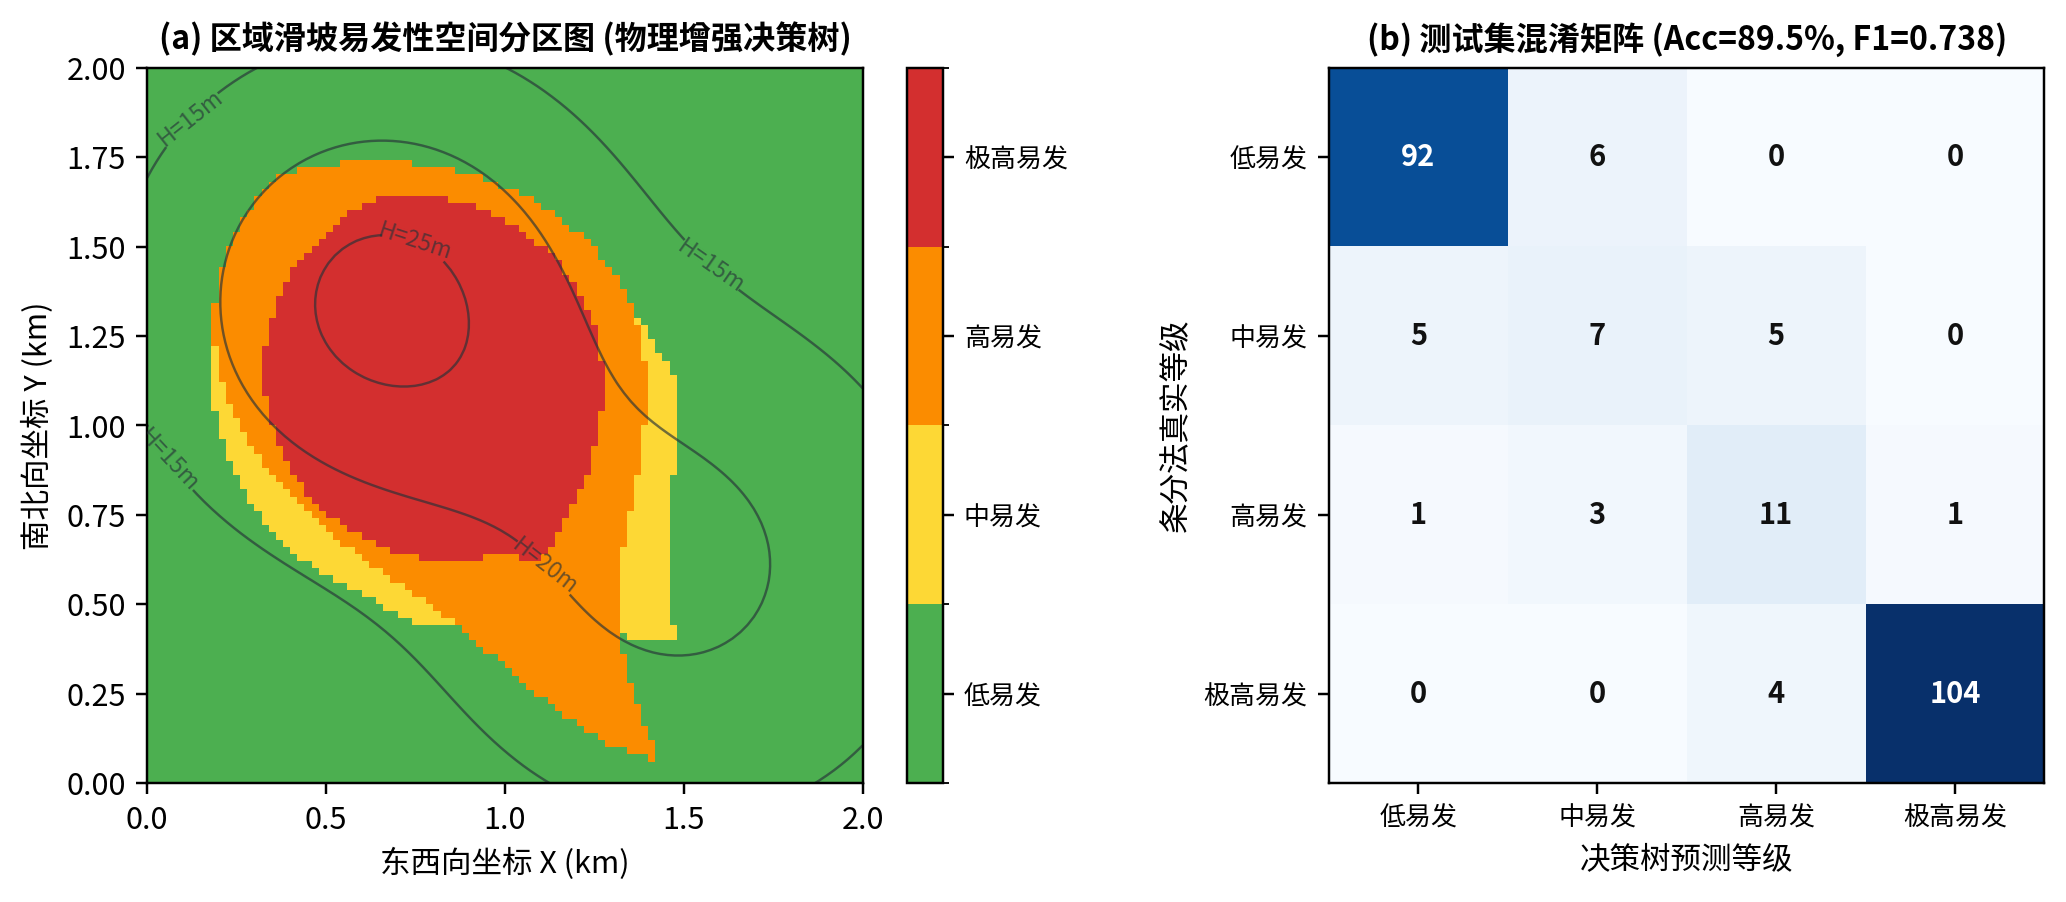 (a) 区域滑坡易发性空间分区图 (物理增强决策树)
2.00
1.75
1.50
1.25
1.00
0.75
0.50
0.25
0.00
南北向坐标 Y (km)
H=15m
H=25m
H=15m
H=15m
H=20m
0.0 0.5 1.0 1.5 2.0
东西向坐标 X (km)
极高易发
高易发
中易发
低易发
(b) 测试集混淆矩阵 (Acc=89.5%, F1=0.738)
条分法真实等级
低易发 92 6 0 0
中易发 5 7 5 0
高易发 1 3 11 1
极高易发 0 0 4 104
低易发 中易发 高易发 极高易发
决策树预测等级